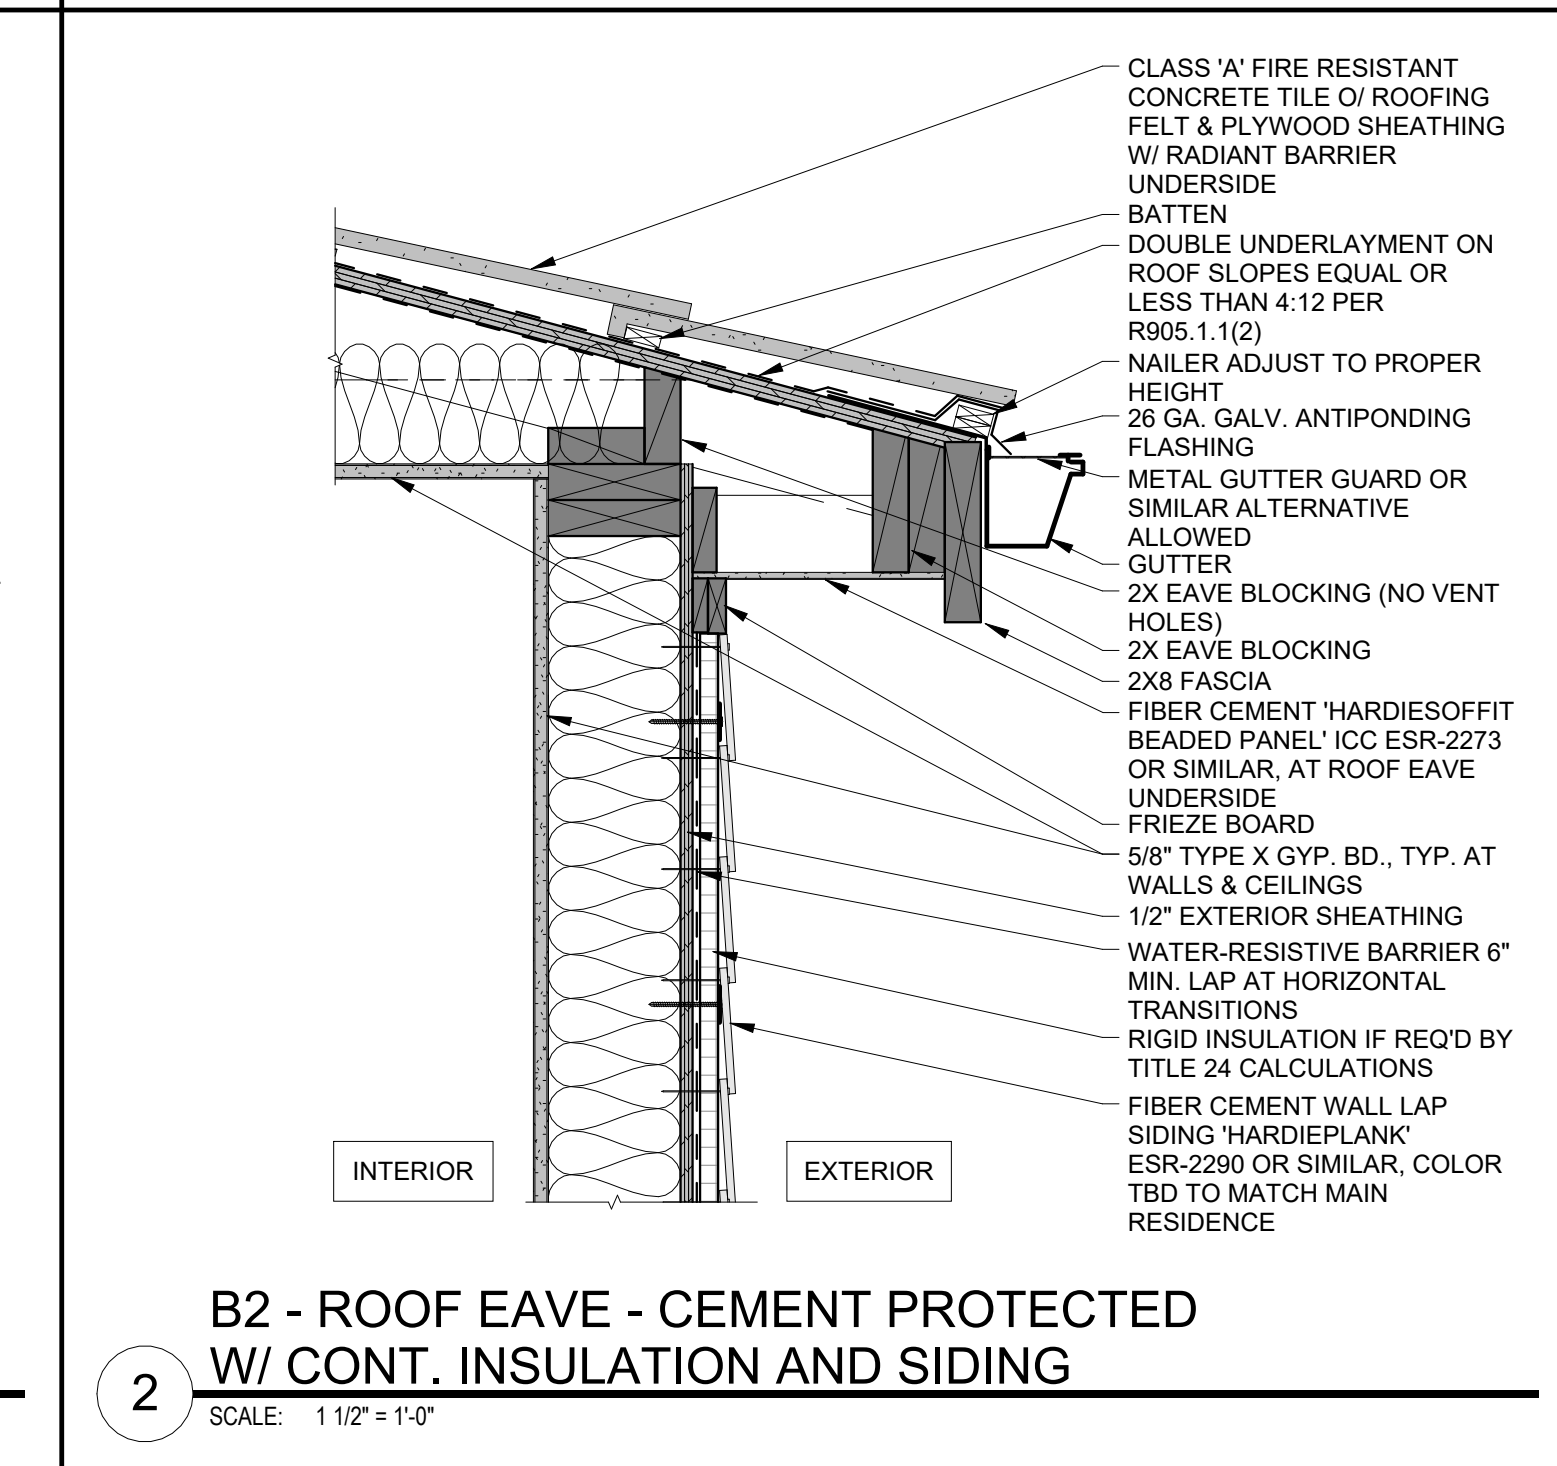 CLASS 'A' FIRE RESISTANT
CONCRETE TILE O/ ROOFING
FELT & PLYWOOD SHEATHING
W/ RADIANT BARRIER
UNDERSIDE
BATTEN
DOUBLE UNDERLAYMENT ON
ROOF SLOPES EQUAL OR
LESS THAN 4:12 PER
R905.1.1(2)
NAILER ADJUST TO PROPER
HEIGHT
26 GA. GALV. ANTIPONDING
FLASHING
METAL GUTTER GUARD OR
SIMILAR ALTERNATIVE
ALLOWED
GUTTER
2X EAVE BLOCKING (NO VENT
HOLES)
2X EAVE BLOCKING
2X8 FASCIA
FIBER CEMENT 'HARDIESOFFIT
BEADED PANEL' ICC ESR-2273
OR SIMILAR, AT ROOF EAVE
UNDERSIDE
FRIEZE BOARD
5/8" TYPE X GYP. BD., TYP. AT
WALLS & CEILINGS
1/2" EXTERIOR SHEATHING
WATER-RESISTIVE BARRIER 6"
MIN. LAP AT HORIZONTAL
TRANSITIONS
RIGID INSULATION IF REQ'D BY
TITLE 24 CALCULATIONS
FIBER CEMENT WALL LAP
SIDING 'HARDIEPLANK'
ESR-2290 OR SIMILAR, COLOR
TBD TO MATCH MAIN
RESIDENCE
INTERIOR
EXTERIOR
B2 - ROOF EAVE - CEMENT PROTECTED
W/ CONT. INSULATION AND SIDING
2
SCALE: 1 1/2" = 1'-0"